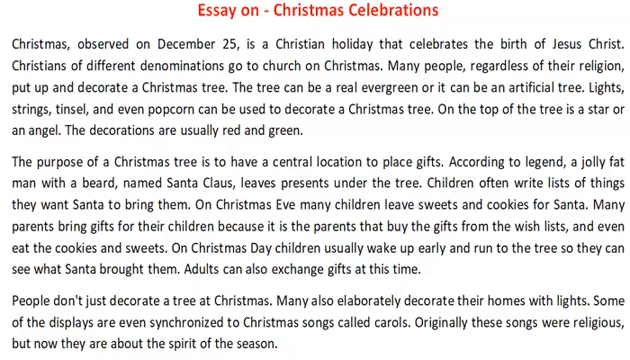 Essay on - Christmas Celebrations
Christmas, observed on December 25, is a Christian holiday that celebrates the birth of Jesus Christ.
Christians of different denominations go to church on Christmas. Many people, regardless of their religion,
put up and decorate a Christmas tree. The tree can be a real evergreen or it can be an artificial tree. Lights,
strings, tinsel, and even popcorn can be used to decorate a Christmas tree. On the top of the tree is a star or
an angel. The decorations are usually red and green.
The purpose of a Christmas tree is to have a central location to place gifts. According to legend, a jolly fat
man with a beard, named Santa Claus, leaves presents under the tree. Children often write lists of things
they want Santa to bring them. On Christmas Eve many children leave sweets and cookies for Santa. Many
parents bring gifts for their children because it is the parents that buy the gifts from the wish lists, and even
eat the cookies and sweets. On Christmas Day children usually wake up early and run to the tree so they can
see what Santa brought them. Adults can also exchange gifts at this time.
People don't just decorate a tree at Christmas. Many also elaborately decorate their homes with lights. Some
of the displays are even synchronized to Christmas songs called carols. Originally these songs were religious,
but now they are about the spirit of the season.